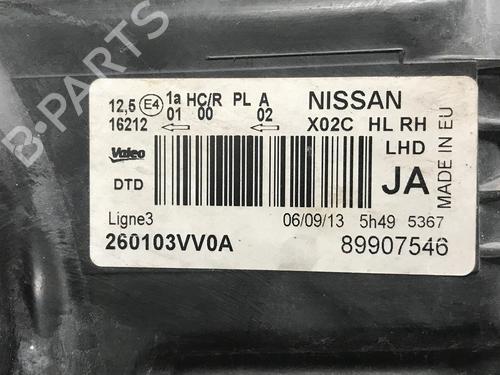 12,5 E4 1a HC/R PL A NISSAN
16212 01 00 02 X02C HL RH
Valeo LHD
DTD JA
MADE IN EU
Ligne3 06/09/13 5h49 5367
260103VV0A 89907546
B-PARTS